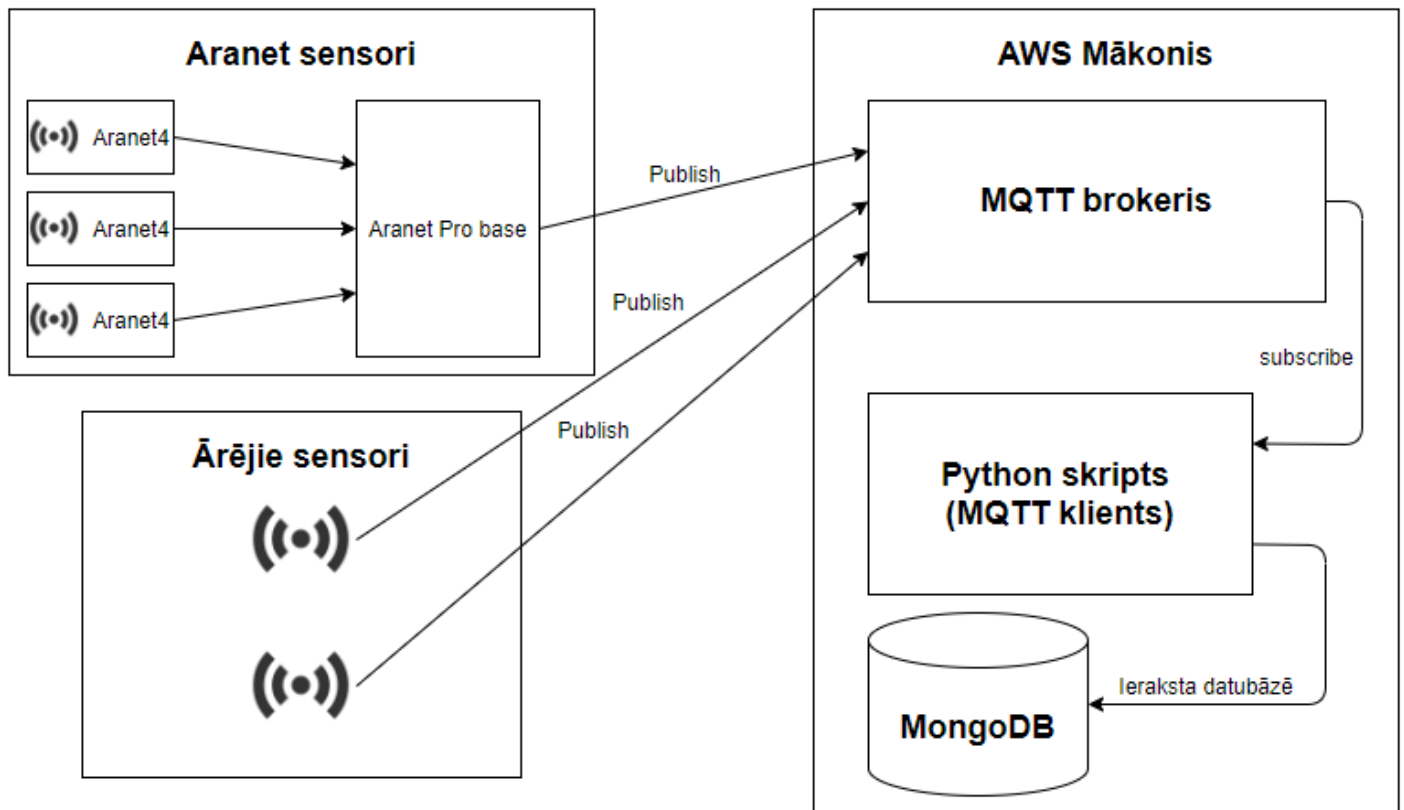 Aranet sensori
Aranet4
Aranet4
Aranet4
Aranet Pro base
Publish
Publish
Publish
Ārējie sensori
AWS Mākonis
MQTT brokeris
subscribe
Python skripts
(MQTT klients)
Ieraksta datubāzē
MongoDB